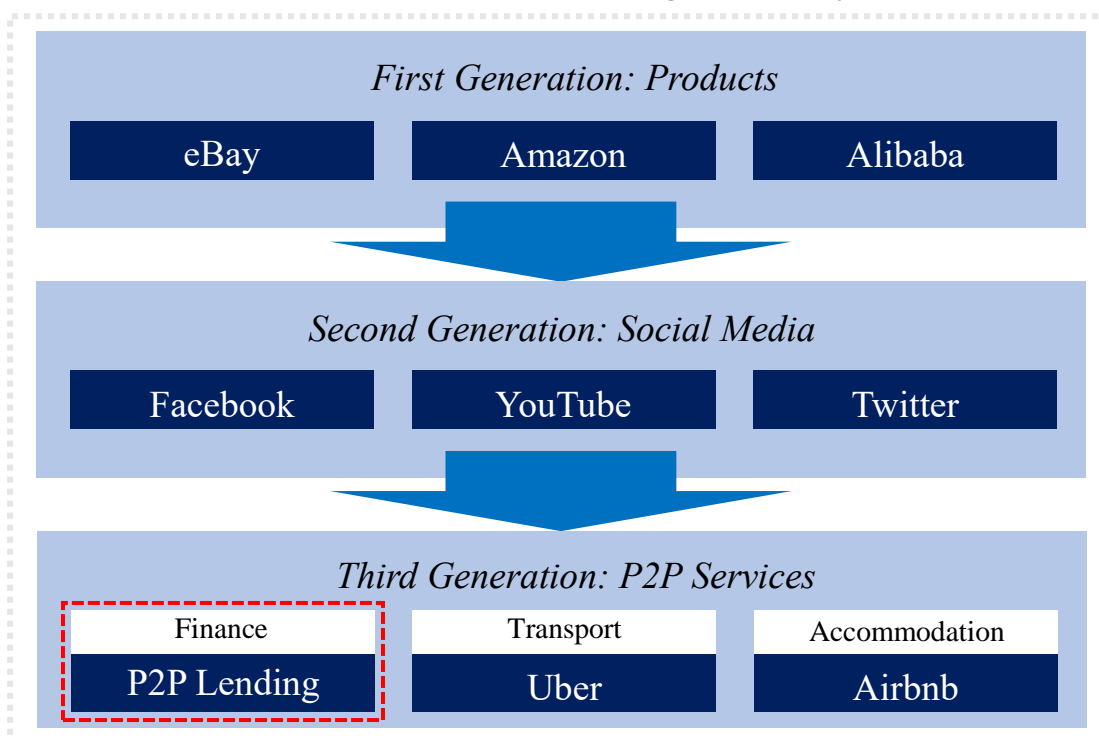 First Generation: Products
eBay
Amazon
Alibaba
Second Generation: Social Media
Facebook
YouTube
Twitter
Third Generation: P2P Services
Finance
Transport
Accommodation
P2P Lending
Uber
Airbnb